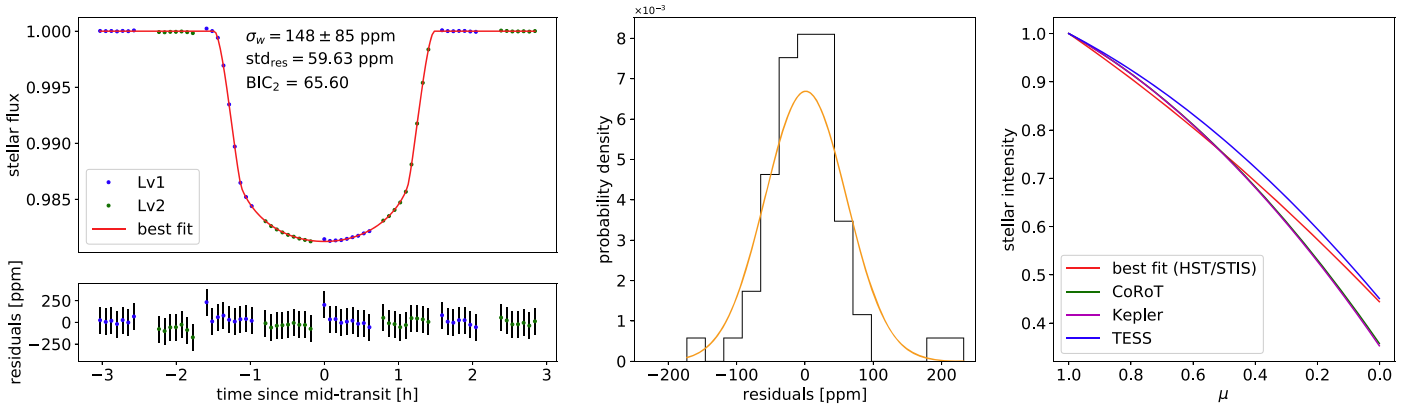 1.000
0.995
0.990
0.985
stellar flux
σw = 148 ± 85 ppm
stdres = 59.63 ppm
BIC2 = 65.60
Lv1
Lv2
best fit
250
0
−250
residuals [ppm]
−3 −2 −1 0 1 2 3
time since mid-transit [h]
×10−3
8
7
6
5
4
3
2
1
0
probability density
−200 −100 0 100 200
residuals [ppm]
1.0
0.9
0.8
0.7
0.6
0.5
0.4
stellar intensity
best fit (HST/STIS)
CoRoT
Kepler
TESS
1.0 0.8 0.6 0.4 0.2 0.0
μ